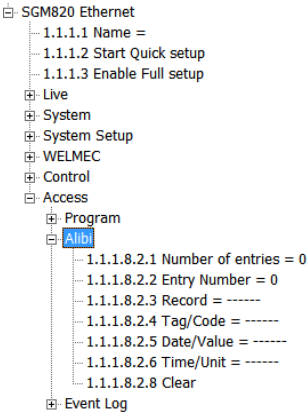 SGM820 Ethernet
1.1.1.1 Name =
1.1.1.2 Start Quick setup
1.1.1.3 Enable Full setup
Live
System
System Setup
WELMEC
Control
Access
Program
Alibi
1.1.1.8.2.1 Number of entries = 0
1.1.1.8.2.2 Entry Number = 0
1.1.1.8.2.3 Record = ------
1.1.1.8.2.4 Tag/Code = ------
1.1.1.8.2.5 Date/Value = ------
1.1.1.8.2.6 Time/Unit = ------
1.1.1.8.2.8 Clear
Event Log